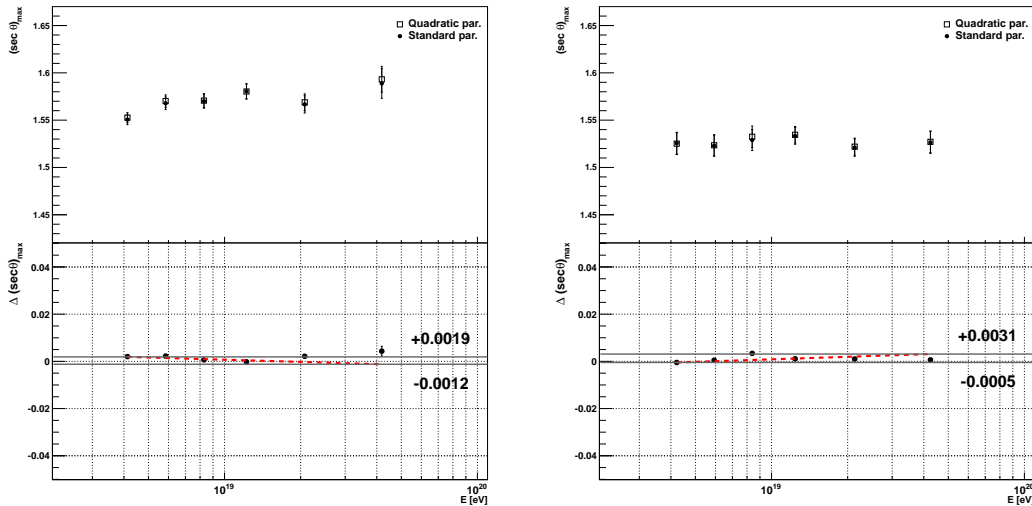 (sec θ)max
1.65
1.6
1.55
1.5
1.45
Quadratic par.
Standard par.
Δ (secθ)max
0.04
0.02
0
-0.02
-0.04
+0.0019
-0.0012
10^19
10^20
E [eV]
(sec θ)max
1.65
1.6
1.55
1.5
1.45
Quadratic par.
Standard par.
Δ (secθ)max
0.04
0.02
0
-0.02
-0.04
+0.0031
-0.0005
10^19
10^20
E [eV]